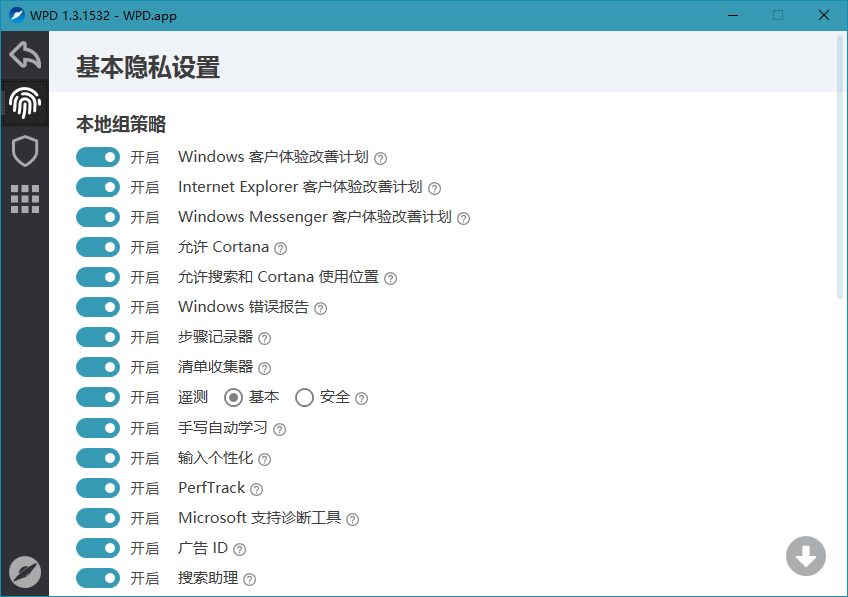 WPD 1.3.1532 - WPD.app
基本隐私设置
本地组策略
开启 Windows 客户体验改善计划 ?
开启 Internet Explorer 客户体验改善计划 ?
开启 Windows Messenger 客户体验改善计划 ?
开启 允许 Cortana ?
开启 允许搜索和 Cortana 使用位置 ?
开启 Windows 错误报告 ?
开启 步骤记录器 ?
开启 清单收集器 ?
开启 遥测 基本 安全 ?
开启 手写自动学习 ?
开启 输入个性化 ?
开启 PerfTrack ?
开启 Microsoft 支持诊断工具 ?
开启 广告 ID ?
开启 搜索助理 ?